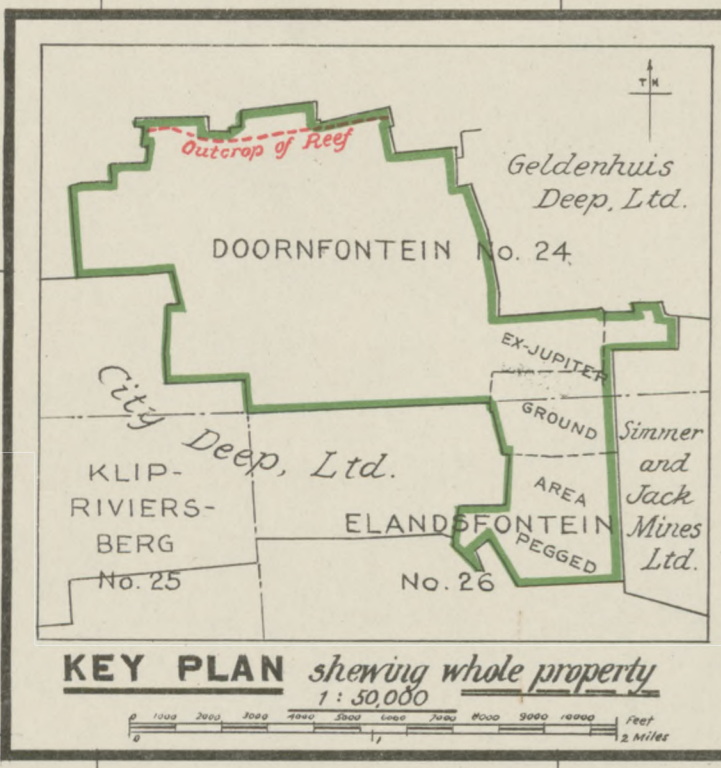 T N
Outcrop of Reef
Geldenhuis
Deep, Ltd.
DOORNFONTEIN No. 24.
EX-JUPITER
GROUND
City Deep, Ltd.
Simmer
and
Jack
Mines
Ltd.
KLIP-
RIVIERS-
BERG
No. 25
AREA
ELANDSFONTEIN
PEGGED
No. 26
KEY PLAN shewing whole property
1 : 50,000
0 1000 2000 3000 4000 5000 6000 7000 8000 9000 10000 Feet
0 1 2 Miles